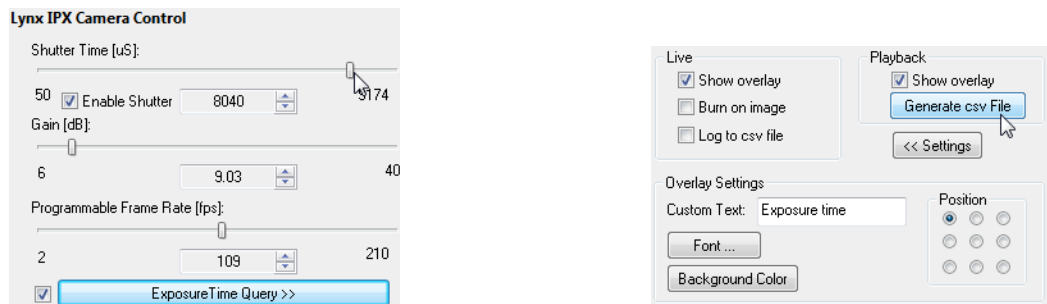 Lynx IPX Camera Control
Shutter Time [uS]:
50 Enable Shutter 8040 9174
Gain [dB]:
6 9.03 40
Programmable Frame Rate [fps]:
2 109 210
ExposureTime Query >>
Live
Show overlay
Burn on image
Log to csv file
Playback
Show overlay
Generate csv File
<< Settings
Overlay Settings
Custom Text: Exposure time
Font ...
Background Color
Position